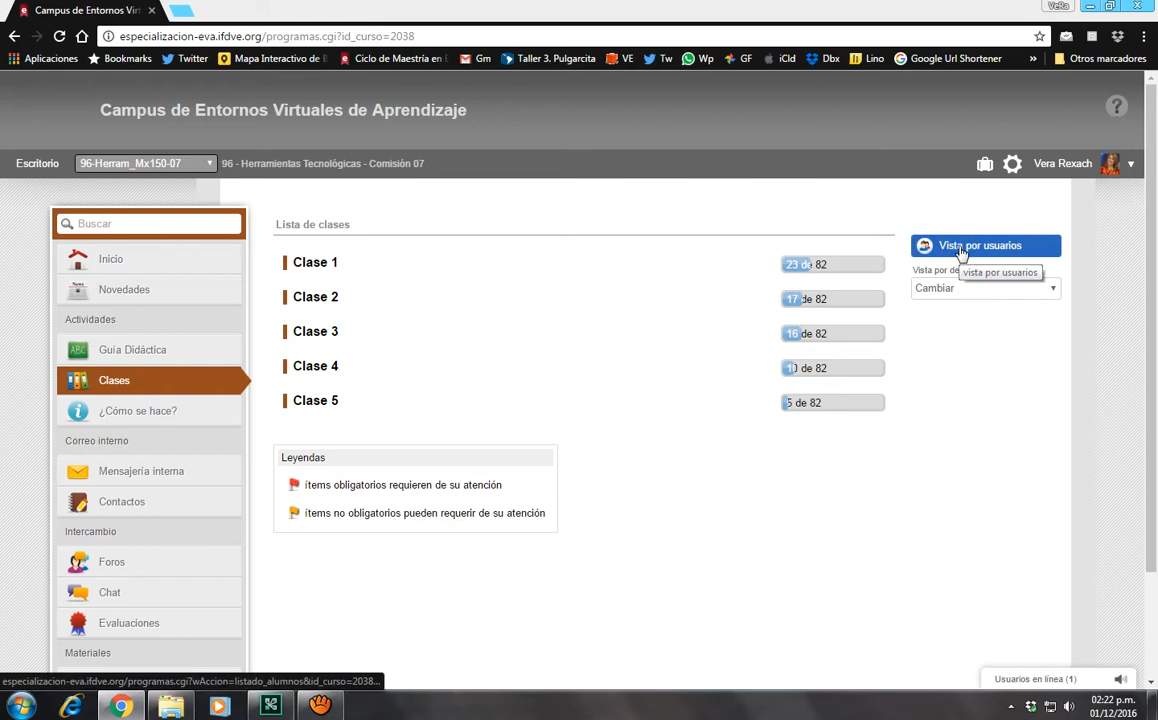 Campus de Entornos Virt
VeRa
especializacion-eva.ifdve.org/programas.cgi?id_curso=2038
Aplicaciones Bookmarks Twitter Mapa Interactivo de Ciclo de Maestría en Gm Taller 3. Pulgarcita VE Tw Wp GF iCld Dbx Lino Google Url Shortener » Otros marcadores
Campus de Entornos Virtuales de Aprendizaje
?
Escritorio 96-Herram_Mx150-07 96 - Herramientas Tecnológicas - Comisión 07 Vera Rexach
Buscar
Inicio
Novedades
Actividades
Guía Didáctica
Clases
¿Cómo se hace?
Correo interno
Mensajería interna
Contactos
Intercambio
Foros
Chat
Evaluaciones
Materiales
Lista de clases
Clase 1 23 de 82
Clase 2 17 de 82
Clase 3 16 de 82
Clase 4 10 de 82
Clase 5 5 de 82
Leyendas
ítems obligatorios requieren de su atención
ítems no obligatorios pueden requerir de su atención
Vista por usuarios
Vista por de
vista por usuarios
Cambiar
especializacion-eva.ifdve.org/programas.cgi?wAccion=listado_alumnos&id_curso=2038...
Usuarios en línea (1)
02:22 p.m.
01/12/2016